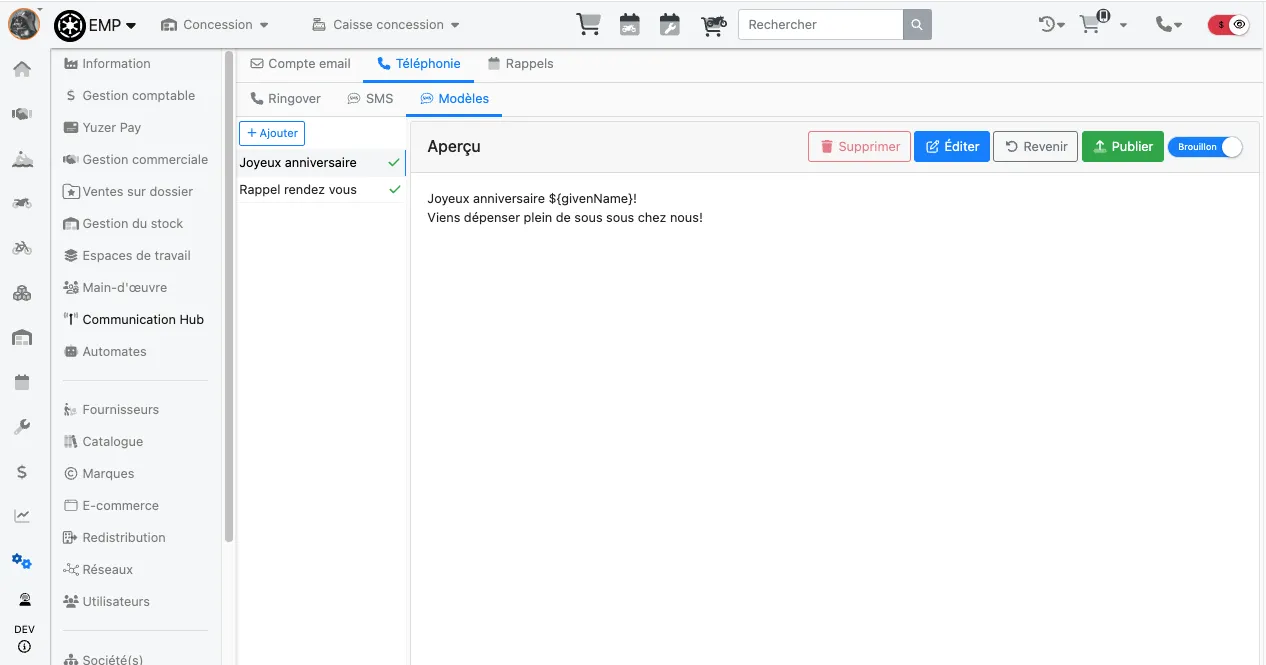 EMP
Concession
Caisse concession
Rechercher
$
Information
Gestion comptable
Yuzer Pay
Gestion commerciale
Ventes sur dossier
Gestion du stock
Espaces de travail
Main-d'œuvre
Communication Hub
Automates
Fournisseurs
Catalogue
Marques
E-commerce
Redistribution
Réseaux
Utilisateurs
Société(s)
DEV
Compte email
Téléphonie
Rappels
Ringover
SMS
Modèles
+ Ajouter
Joyeux anniversaire
Rappel rendez vous
Aperçu
Supprimer
Éditer
Revenir
Publier
Brouillon
Joyeux anniversaire ${givenName}!
Viens dépenser plein de sous sous chez nous!